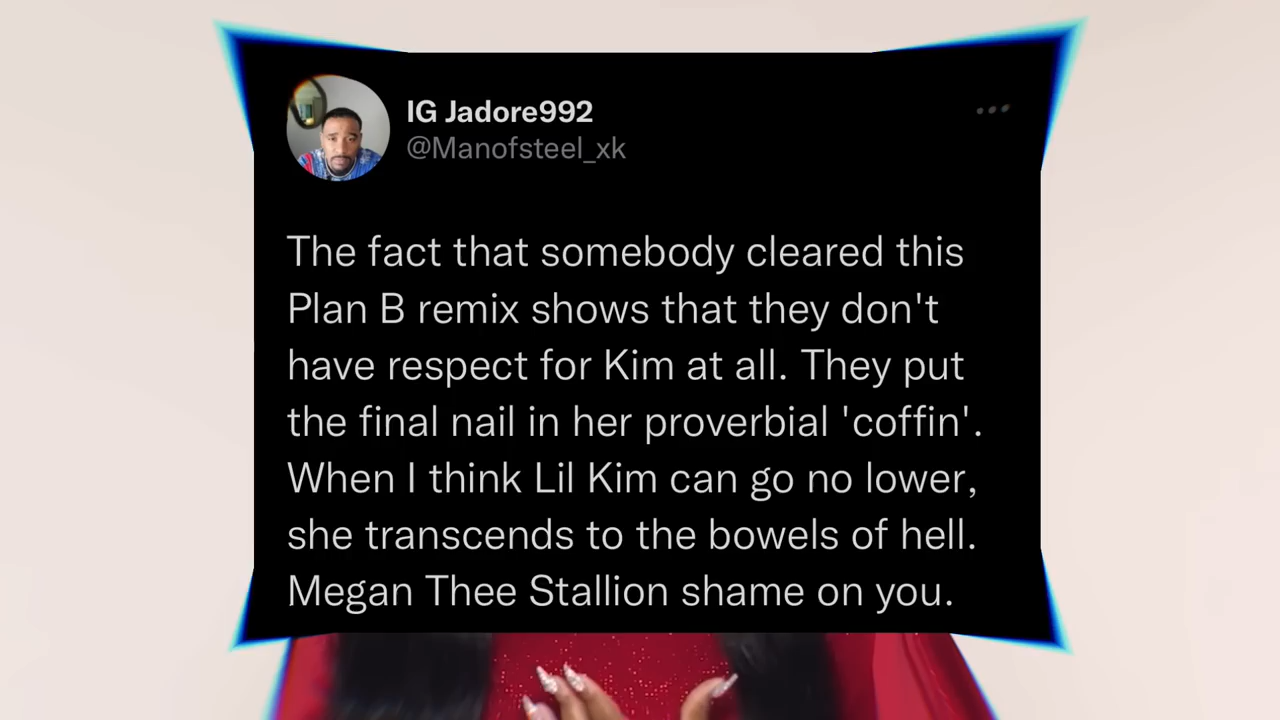 IG Jadore992
@Manofsteel_xk
The fact that somebody cleared this
Plan B remix shows that they don't
have respect for Kim at all. They put
the final nail in her proverbial 'coffin'.
When I think Lil Kim can go no lower,
she transcends to the bowels of hell.
Megan Thee Stallion shame on you.